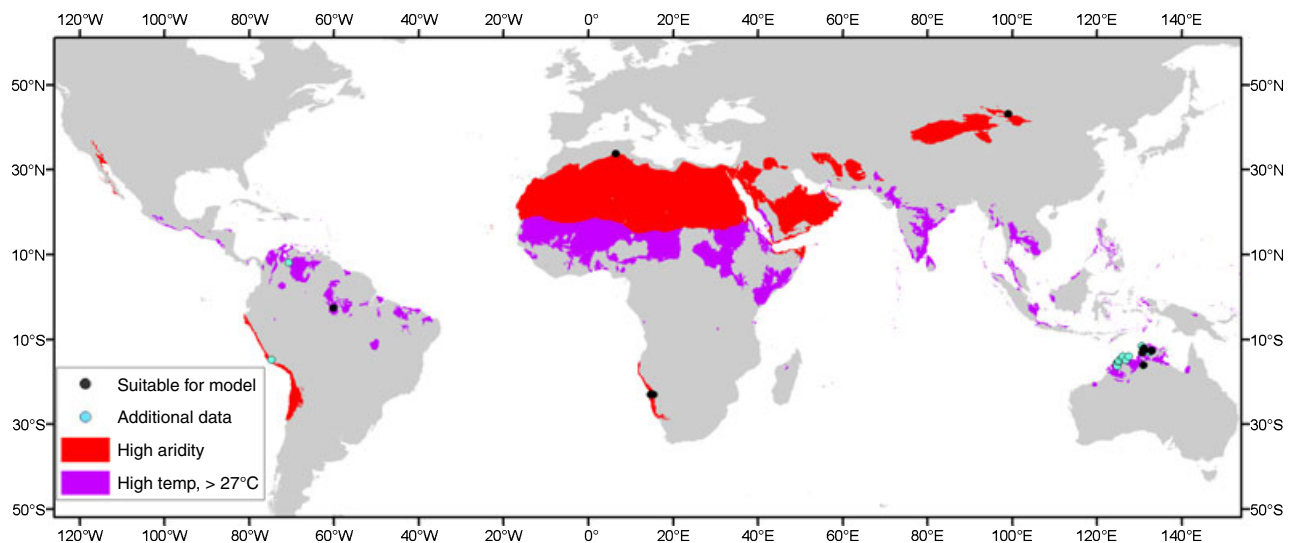 120°W 100°W 80°W 60°W 40°W 20°W 0° 20°E 40°E 60°E 80°E 100°E 120°E 140°E
50°N 50°N
30°N 30°N
10°N 10°N
10°S 10°S
Suitable for model
Additional data
30°S 30°S
High aridity
High temp, > 27°C
50°S 50°S
120°W 100°W 80°W 60°W 40°W 20°W 0° 20°E 40°E 60°E 80°E 100°E 120°E 140°E